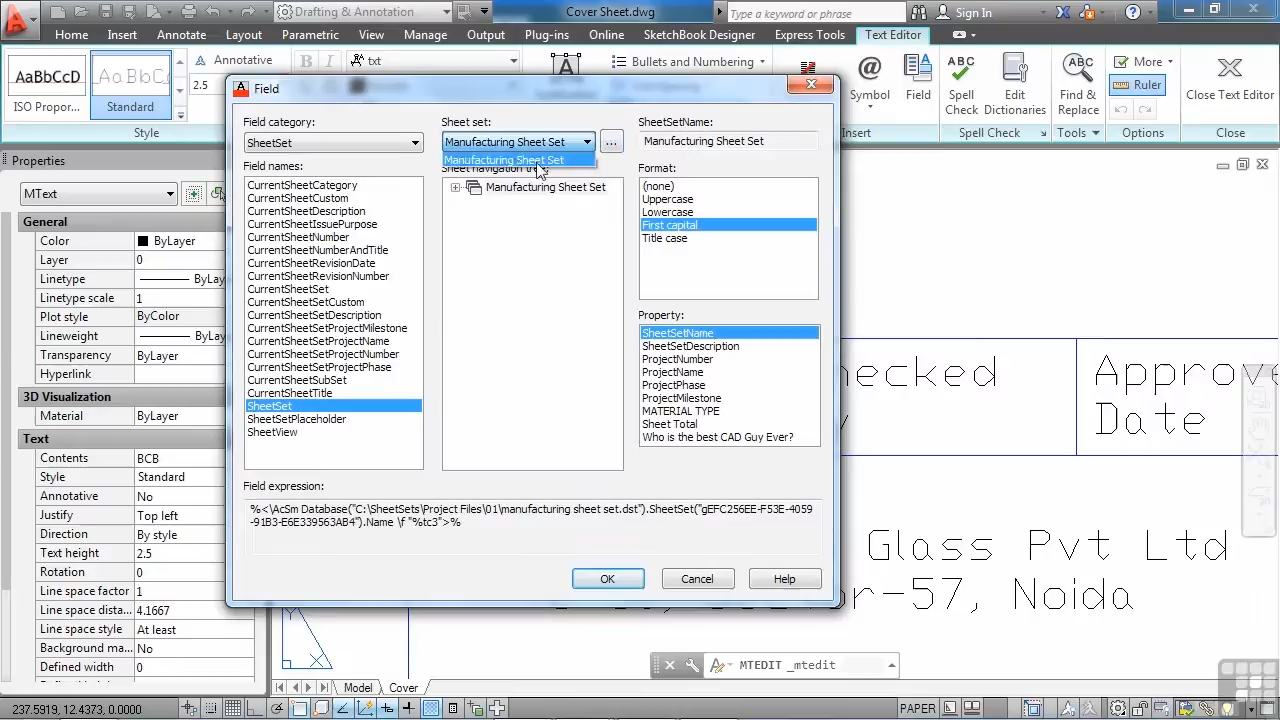 Drafting & Annotation
Cover Sheet.dwg
Type a keyword or phrase
Sign In
Home Insert Annotate Layout Parametric View Manage Output Plug-ins Online SketchBook Designer Express Tools Text Editor
AaBbCcD
ISO Propor...
Standard
Annotative
2.5
Style
B I
txt
Bullets and Numbering
Symbol
Field
Insert
ABC
Spell Check
Edit Dictionaries
Spell Check
ABC
Find & Replace
Tools
More
Ruler
Options
Close Text Editor
Close
Properties
MText
General
Color ByLayer
Layer 0
Linetype ByLay
Linetype scale 1
Plot style ByColor
Lineweight ByLay
Transparency ByLayer
Hyperlink
3D Visualization
Material ByLayer
Text
Contents BCB
Style Standard
Annotative No
Justify Top left
Direction By style
Text height 2.5
Rotation 0
Line space factor 1
Line space dista... 4.1667
Line space style At least
Background ma... No
Defined width 0
Field
Field category:
SheetSet
Field names:
CurrentSheetCategory
CurrentSheetCustom
CurrentSheetDescription
CurrentSheetIssuePurpose
CurrentSheetNumber
CurrentSheetNumberAndTitle
CurrentSheetRevisionDate
CurrentSheetRevisionNumber
CurrentSheetSet
CurrentSheetSetCustom
CurrentSheetSetDescription
CurrentSheetSetProjectMilestone
CurrentSheetSetProjectName
CurrentSheetSetProjectNumber
CurrentSheetSetProjectPhase
CurrentSheetSubSet
CurrentSheetTitle
SheetSet
SheetSetPlaceholder
SheetView
Sheet set:
Manufacturing Sheet Set
...
Manufacturing Sheet Set
Sheet navigation
Manufacturing Sheet Set
SheetSetName:
Manufacturing Sheet Set
Format:
(none)
Uppercase
Lowercase
First capital
Title case
Property:
SheetSetName
SheetSetDescription
ProjectNumber
ProjectName
ProjectPhase
ProjectMilestone
MATERIAL TYPE
Sheet Total
Who is the best CAD Guy Ever?
Field expression:
%<\AcSm Database("C:\SheetSets\Project Files\01\manufacturing sheet set.dst").SheetSet("gEFC256EE-F53E-4059
-91B3-E6E339563AB4").Name \f "%tc3">%
OK Cancel Help
ecked
Approve
Date
Glass Pvt Ltd
r-57, Noida
Y
X
MTEDIT _mtedit
Model Cover
237.5919, 12.4373, 0.0000
PAPER